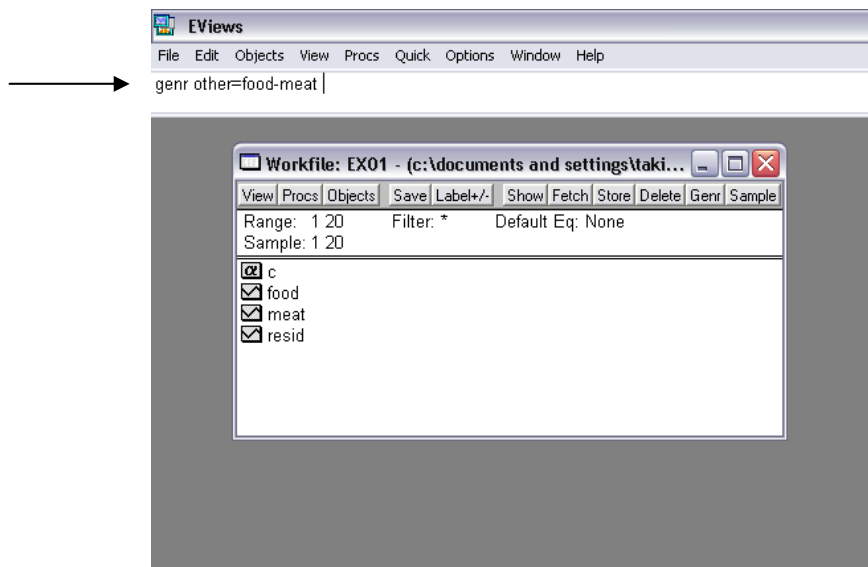 EViews
File Edit Objects View Procs Quick Options Window Help
genr other=food-meat
Workfile: EX01 - (c:\documents and settings\taki...
View Procs Objects Save Label+/- Show Fetch Store Delete Genr Sample
Range: 1 20 Filter: * Default Eq: None
Sample: 1 20
α c
food
meat
resid